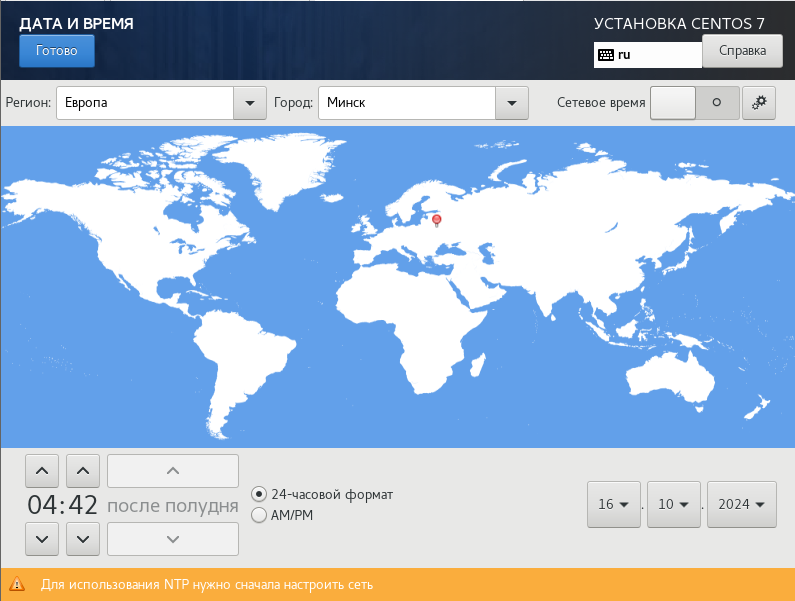 ДАТА И ВРЕМЯ
УСТАНОВКА CENTOS 7
Готово
ru
Справка
Регион:
Европа
Город:
Минск
Сетевое время
04:42
после полудня
24-часовой формат
AM/PM
16 . 10 . 2024
Для использования NTP нужно сначала настроить сеть